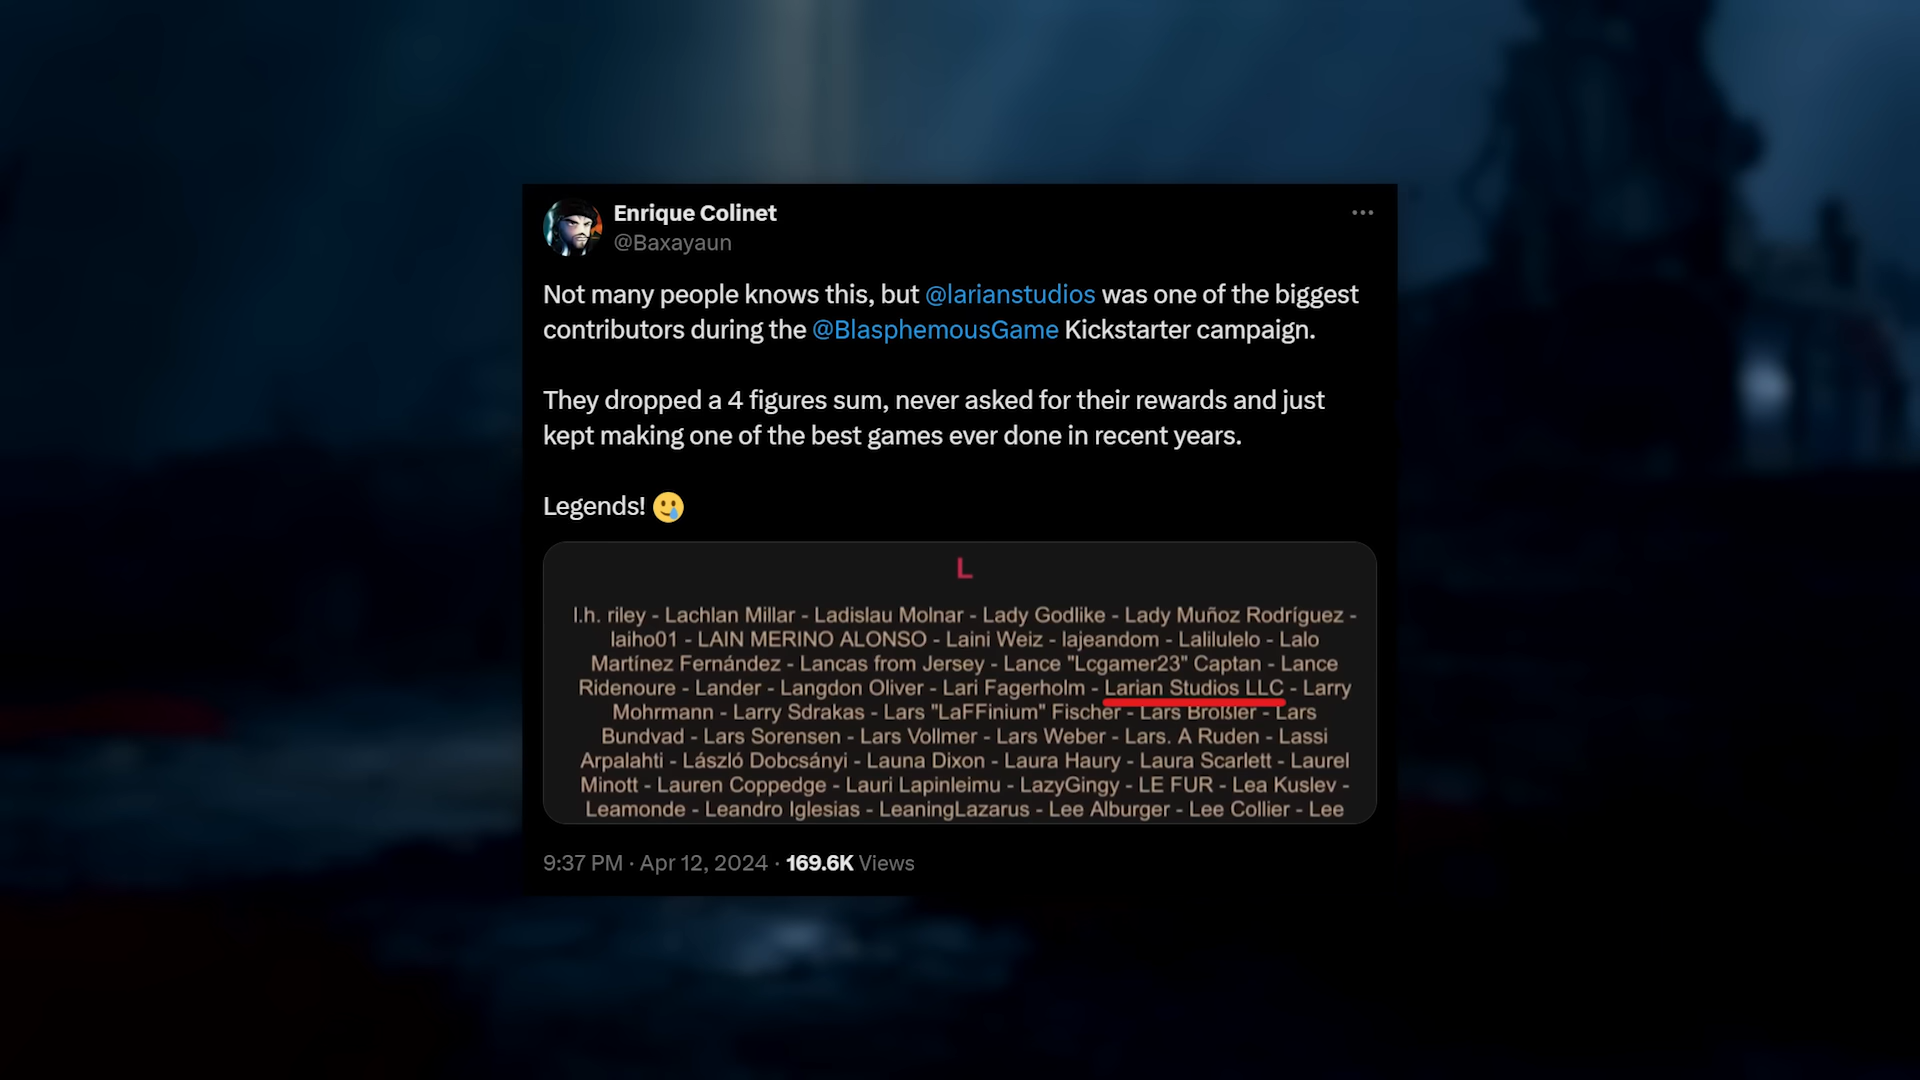 Enrique Colinet
@Baxayaun
Not many people knows this, but @larianstudios was one of the biggest
contributors during the @BlasphemousGame Kickstarter campaign.
They dropped a 4 figures sum, never asked for their rewards and just
kept making one of the best games ever done in recent years.
Legends! 🥲
L
l.h. riley - Lachlan Millar - Ladislau Molnar - Lady Godlike - Lady Muñoz Rodríguez -
laiho01 - LAIN MERINO ALONSO - Laini Weiz - lajeandom - Lalilulelo - Lalo
Martínez Fernández - Lancas from Jersey - Lance "Lcgamer23" Captan - Lance
Ridenoure - Lander - Langdon Oliver - Lari Fagerholm - Larian Studios LLC - Larry
Mohrmann - Larry Sdrakas - Lars "LaFFinium" Fischer - Lars Broßler - Lars
Bundvad - Lars Sorensen - Lars Vollmer - Lars Weber - Lars. A Ruden - Lassi
Arpalahti - László Dobcsányi - Launa Dixon - Laura Haury - Laura Scarlett - Laurel
Minott - Lauren Coppedge - Lauri Lapinleimu - LazyGingy - LE FUR - Lea Kuslev -
Leamonde - Leandro Iglesias - LeaningLazarus - Lee Alburger - Lee Collier - Lee
9:37 PM · Apr 12, 2024 · 169.6K Views